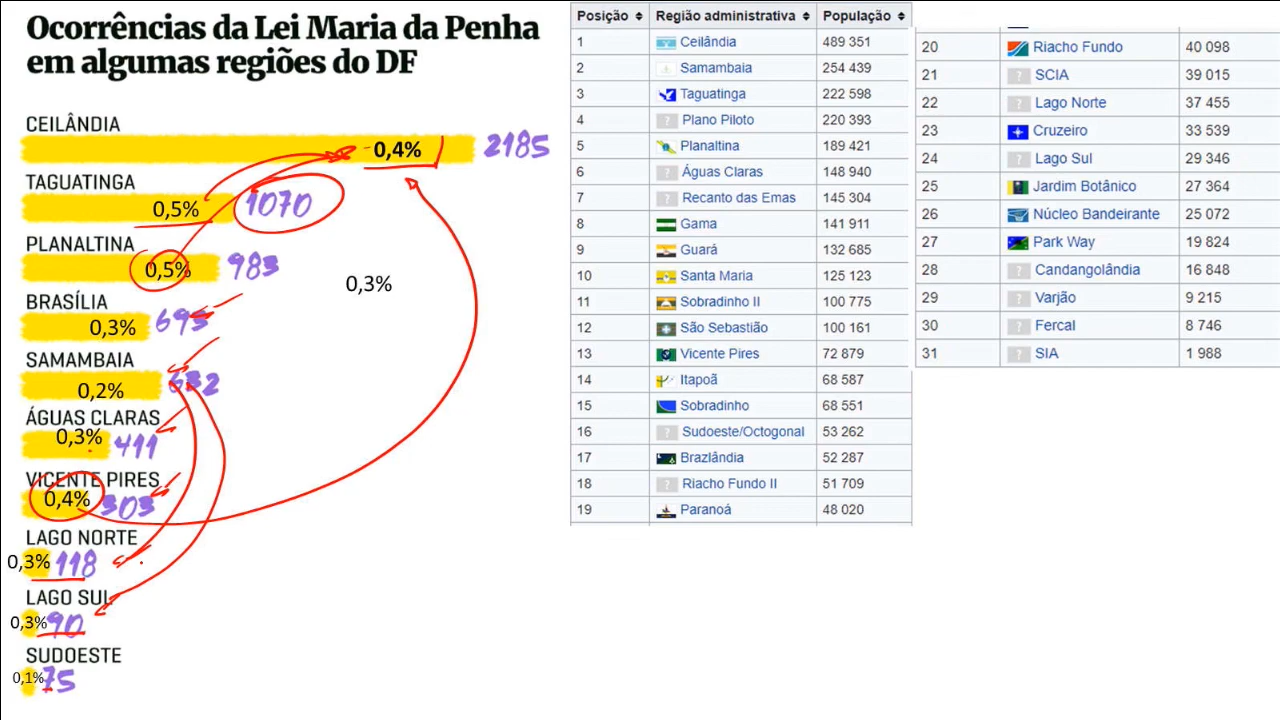 Ocorrências da Lei Maria da Penha
em algumas regiões do DF
CEILÂNDIA
0,4% 2185
TAGUATINGA
0,5% 1070
PLANALTINA
0,5% 983
0,3%
BRASÍLIA
0,3% 693
SAMAMBAIA
0,2% 632
ÁGUAS CLARAS
0,3% 411
VICENTE PIRES
0,4% 303
LAGO NORTE
0,3% 118
LAGO SUL
0,3% 90
SUDOESTE
0,1% 75
Posição Região administrativa População
1 Ceilândia 489 351
2 Samambaia 254 439
3 Taguatinga 222 598
4 Plano Piloto 220 393
5 Planaltina 189 421
6 Águas Claras 148 940
7 Recanto das Emas 145 304
8 Gama 141 911
9 Guará 132 685
10 Santa Maria 125 123
11 Sobradinho II 100 775
12 São Sebastião 100 161
13 Vicente Pires 72 879
14 Itapoã 68 587
15 Sobradinho 68 551
16 Sudoeste/Octogonal 53 262
17 Brazlândia 52 287
18 Riacho Fundo II 51 709
19 Paranoá 48 020
20 Riacho Fundo 40 098
21 SCIA 39 015
22 Lago Norte 37 455
23 Cruzeiro 33 539
24 Lago Sul 29 346
25 Jardim Botânico 27 364
26 Núcleo Bandeirante 25 072
27 Park Way 19 824
28 Candangolândia 16 848
29 Varjão 9 215
30 Fercal 8 746
31 SIA 1 988